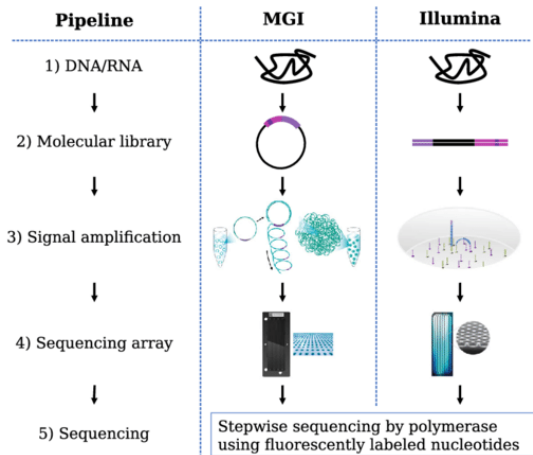 Pipeline MGI Illumina
1) DNA/RNA
2) Molecular library
3) Signal amplification
4) Sequencing array
5) Sequencing
Stepwise sequencing by polymerase
using fluorescently labeled nucleotides